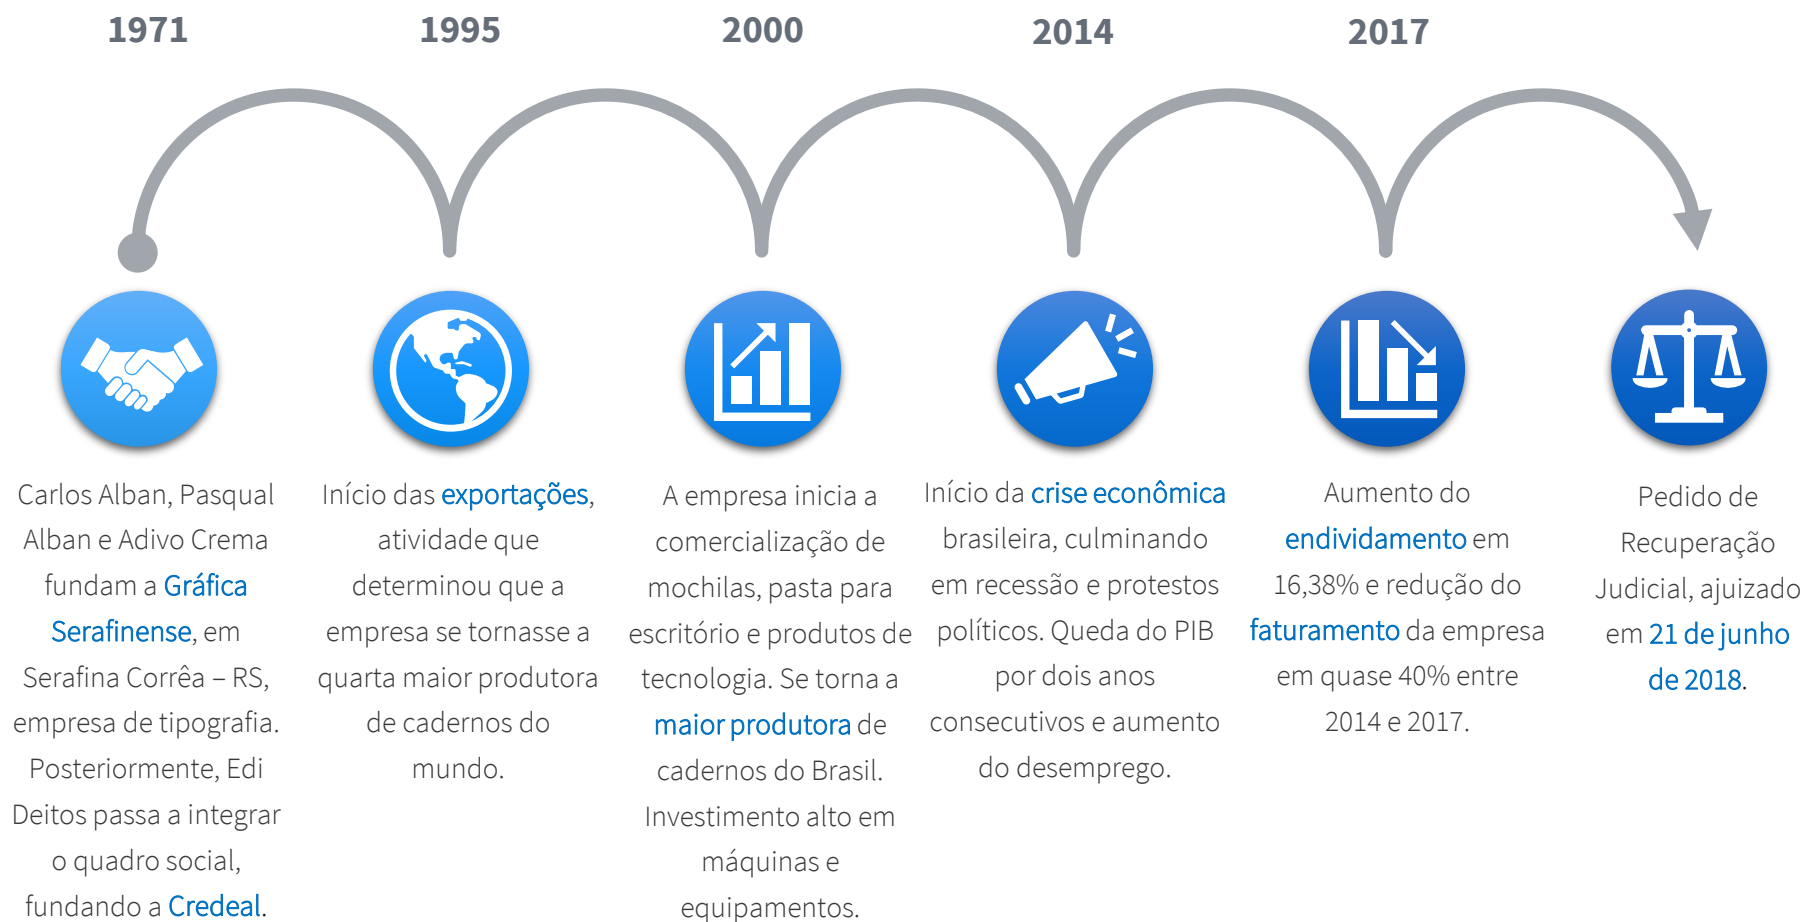 1971
Carlos Alban, Pasqual
Alban e Adivo Crema
fundam a Gráfica
Serafinense, em
Serafina Corrêa – RS,
empresa de tipografia.
Posteriormente, Edi
Deitos passa a integrar
o quadro social,
fundando a Credeal.
1995
Início das exportações,
atividade que
determinou que a
empresa se tornasse a
quarta maior produtora
de cadernos do
mundo.
2000
A empresa inicia a
comercialização de
mochilas, pasta para
escritório e produtos de
tecnologia. Se torna a
maior produtora de
cadernos do Brasil.
Investimento alto em
máquinas e
equipamentos.
2014
Início da crise econômica
brasileira, culminando
em recessão e protestos
políticos. Queda do PIB
por dois anos
consecutivos e aumento
do desemprego.
2017
Aumento do
endividamento em
16,38% e redução do
faturamento da empresa
em quase 40% entre
2014 e 2017.
Pedido de
Recuperação
Judicial, ajuizado
em 21 de junho
de 2018.